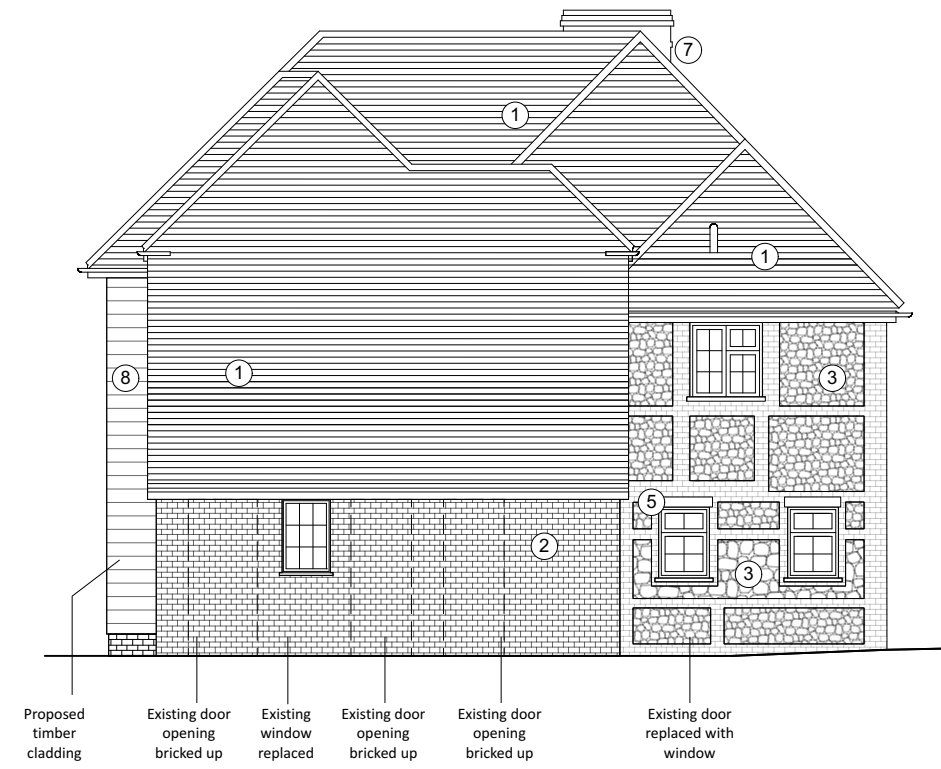 7
1
1
8
1
3
5
2
3
Proposed
timber
cladding
Existing door
opening
bricked up
Existing
window
replaced
Existing door
opening
bricked up
Existing door
opening
bricked up
Existing door
replaced with
window